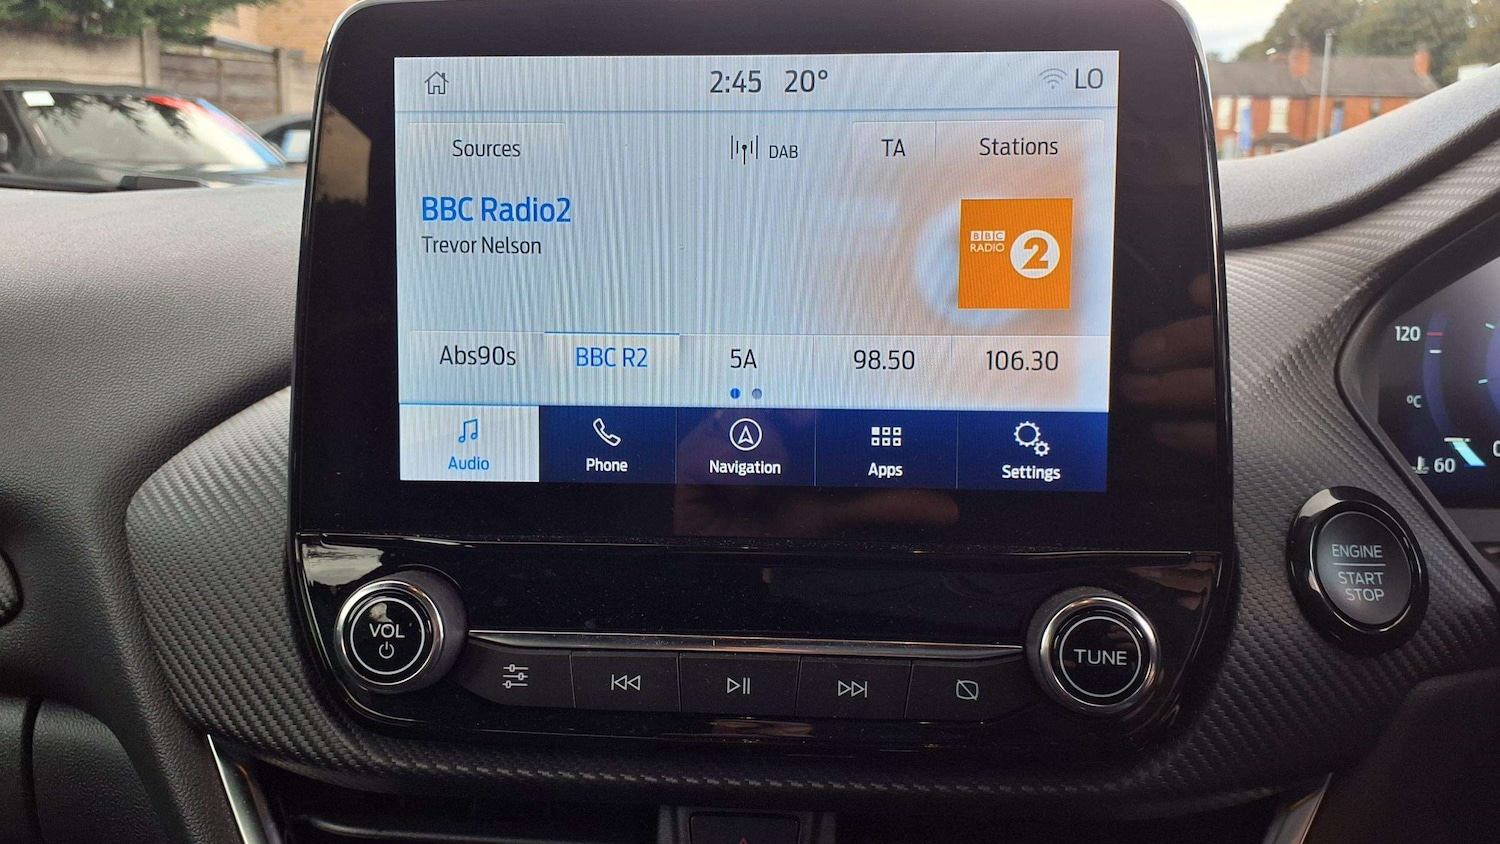 2:45 20° LO
Sources DAB TA Stations
BBC Radio2
Trevor Nelson
BBC
RADIO 2
Abs90s BBC R2 5A 98.50 106.30
Audio Phone Navigation Apps Settings
120
°C
60
ENGINE
START
STOP
VOL
TUNE